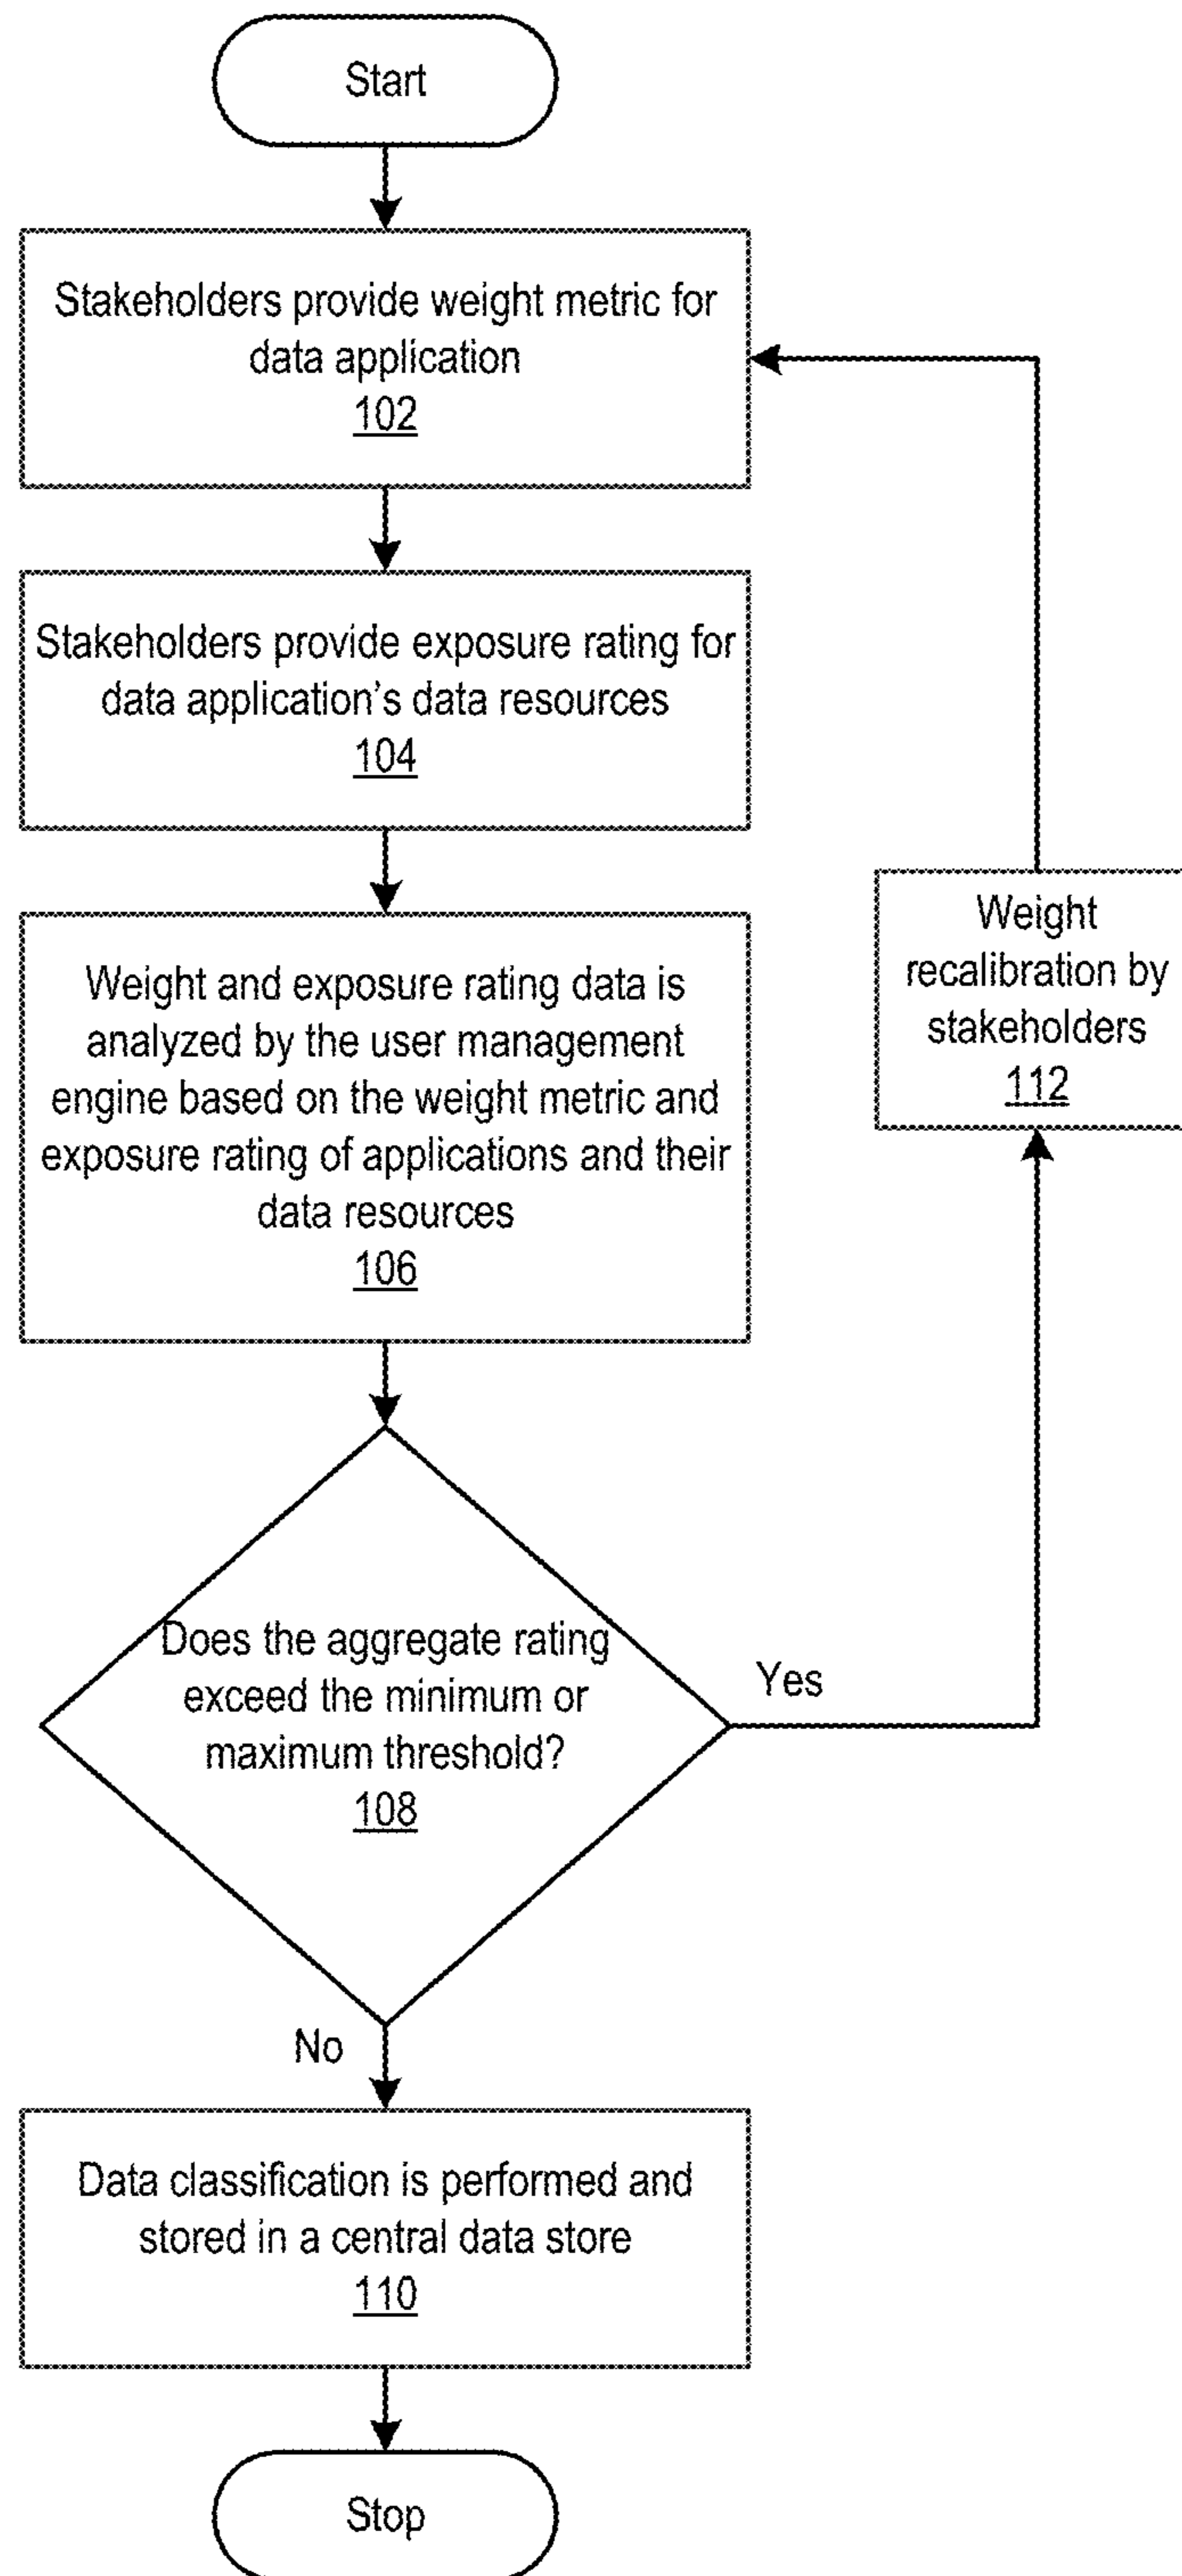 Start
Stakeholders provide weight metric for
data application
102
Stakeholders provide exposure rating for
data application's data resources
104
Weight and exposure rating data is
analyzed by the user management
engine based on the weight metric and
exposure rating of applications and their
data resources
106
Weight
recalibration by
stakeholders
112
Does the aggregate rating
exceed the minimum or
maximum threshold?
108
Yes
No
Data classification is performed and
stored in a central data store
110
Stop